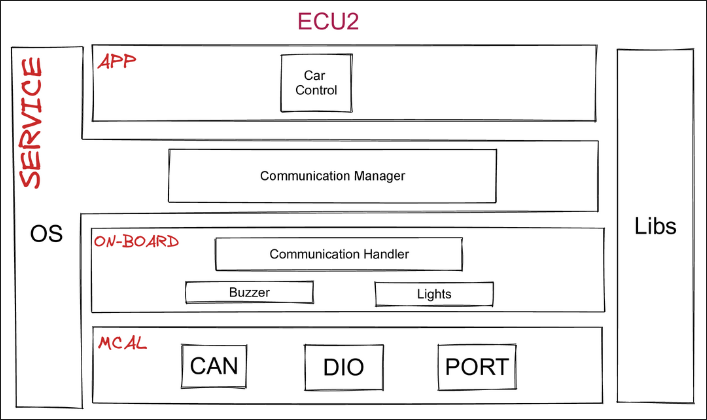 ECU2
SERVICE
OS
APP
Car
Control
Communication Manager
ON-BOARD
Communication Handler
Buzzer
Lights
MCAL
CAN
DIO
PORT
Libs